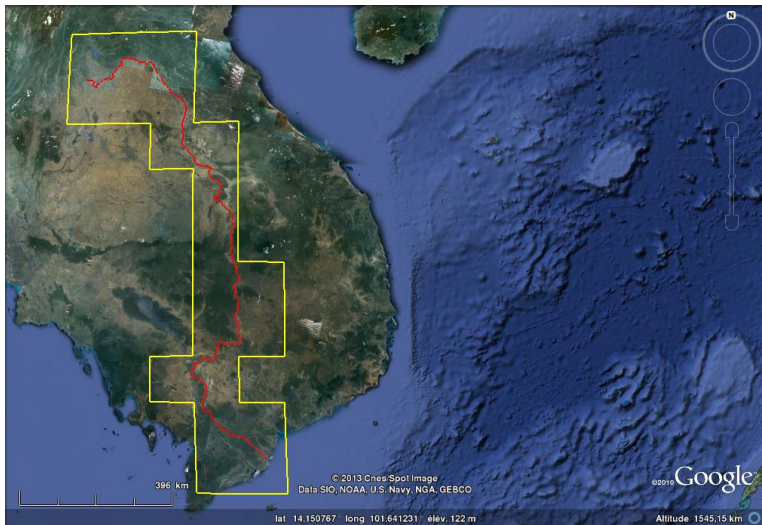 N
396 km
© 2013 Cnes/Spot Image
Data SIO, NOAA, U.S. Navy, NGA, GEBCO
©2010 Google
lat 14.150767° long 101.641231° élév. 122 m
Altitude 1545,15 km